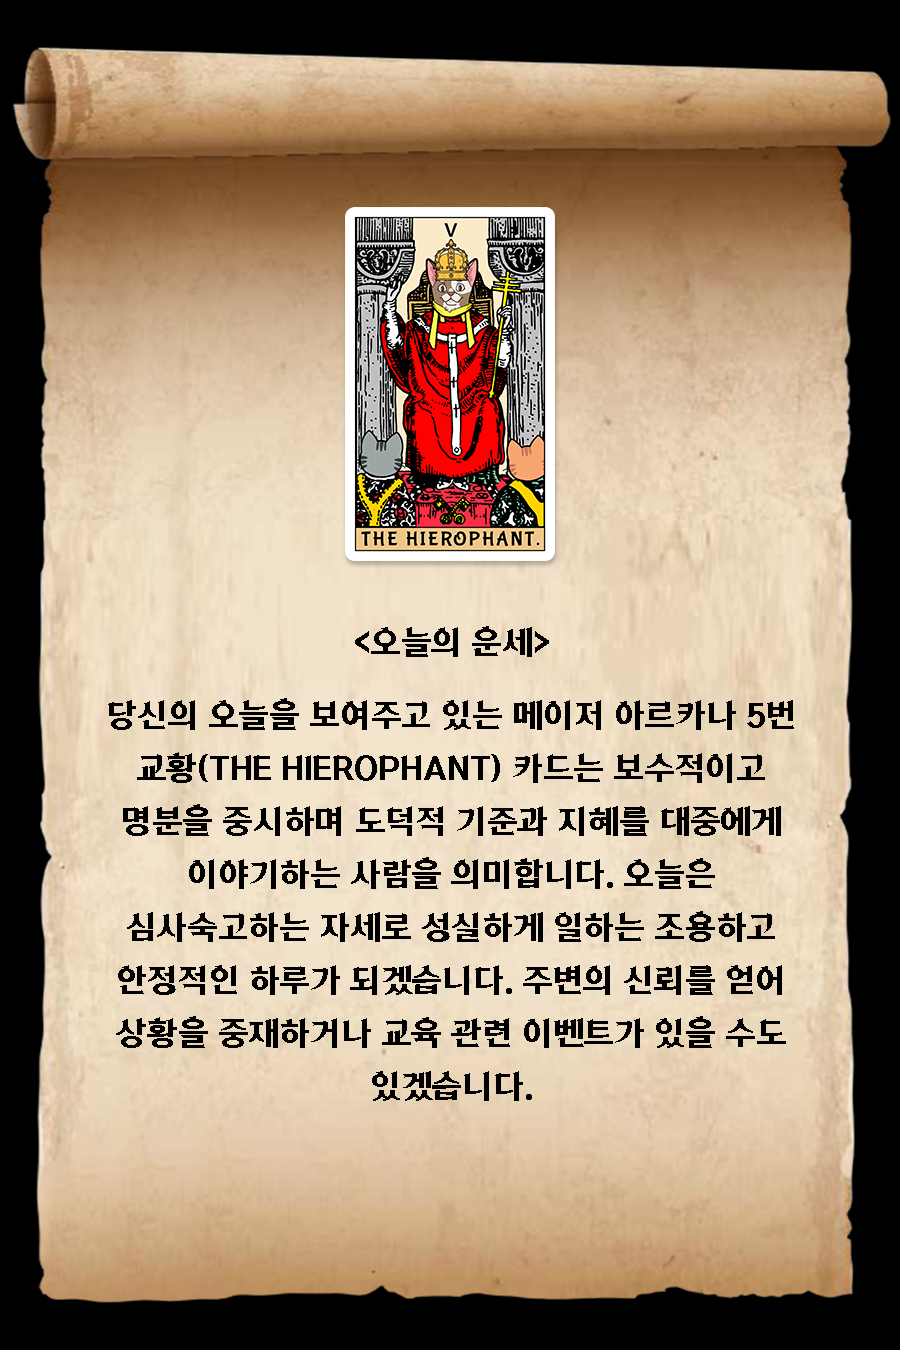 V
THE HIEROPHANT.
<오늘의 운세>
당신의 오늘을 보여주고 있는 메이저 아르카나 5번
교황(THE HIEROPHANT) 카드는 보수적이고
명분을 중시하며 도덕적 기준과 지혜를 대중에게
이야기하는 사람을 의미합니다. 오늘은
심사숙고하는 자세로 성실하게 일하는 조용하고
안정적인 하루가 되겠습니다. 주변의 신뢰를 얻어
상황을 중재하거나 교육 관련 이벤트가 있을 수도
있겠습니다.